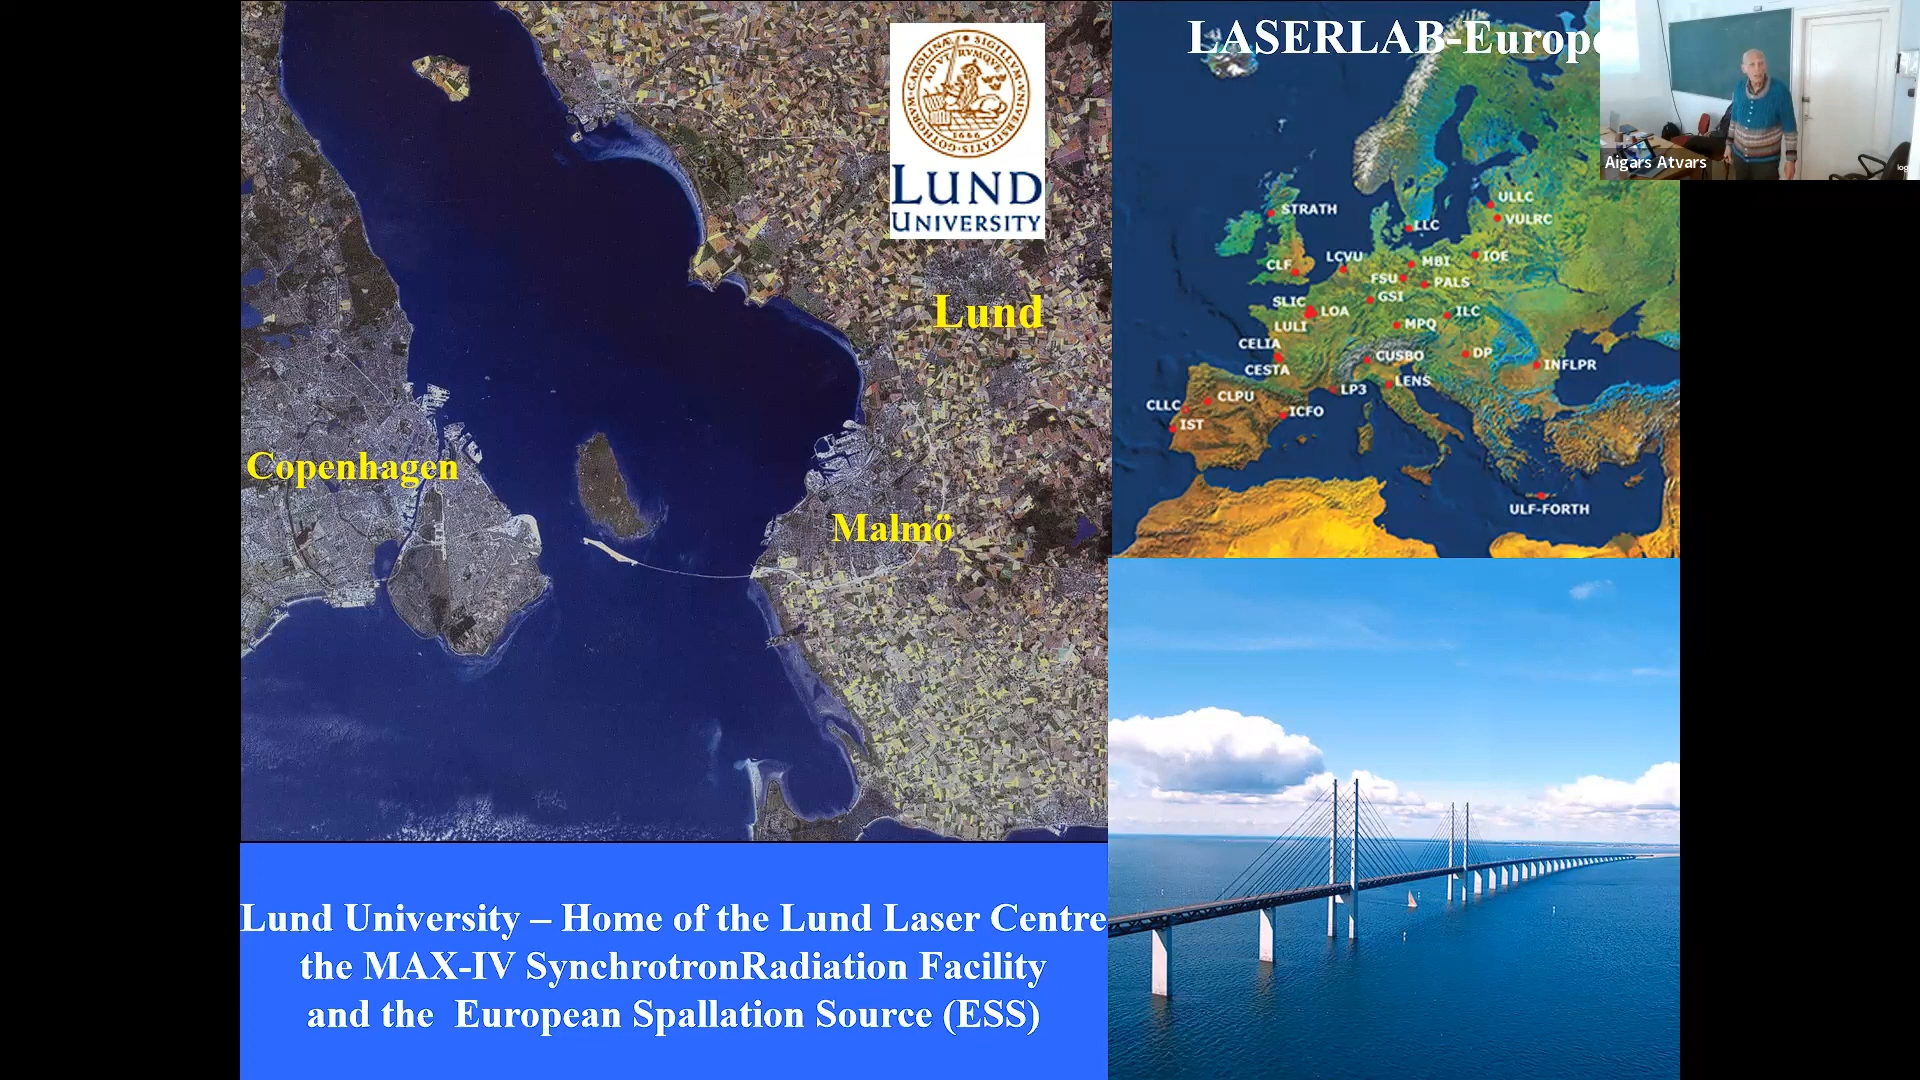 LUND
UNIVERSITY
Lund
Copenhagen
Malmö
Lund University – Home of the Lund Laser Centre
the MAX-IV SynchrotronRadiation Facility
and the European Spallation Source (ESS)
LASERLAB-Europe
STRATH
ULLC
VULRC
LLC
CLF
LCVU
MBI
IOE
FSU
PALS
GSI
SLIC
LOA
ILC
LULI
MPQ
CELIA
CUSBO
DP
CESTA
INFLPR
LENS
LP3
CLPU
CLLC
ICFO
IST
ULF-FORTH
Aigars Atvars